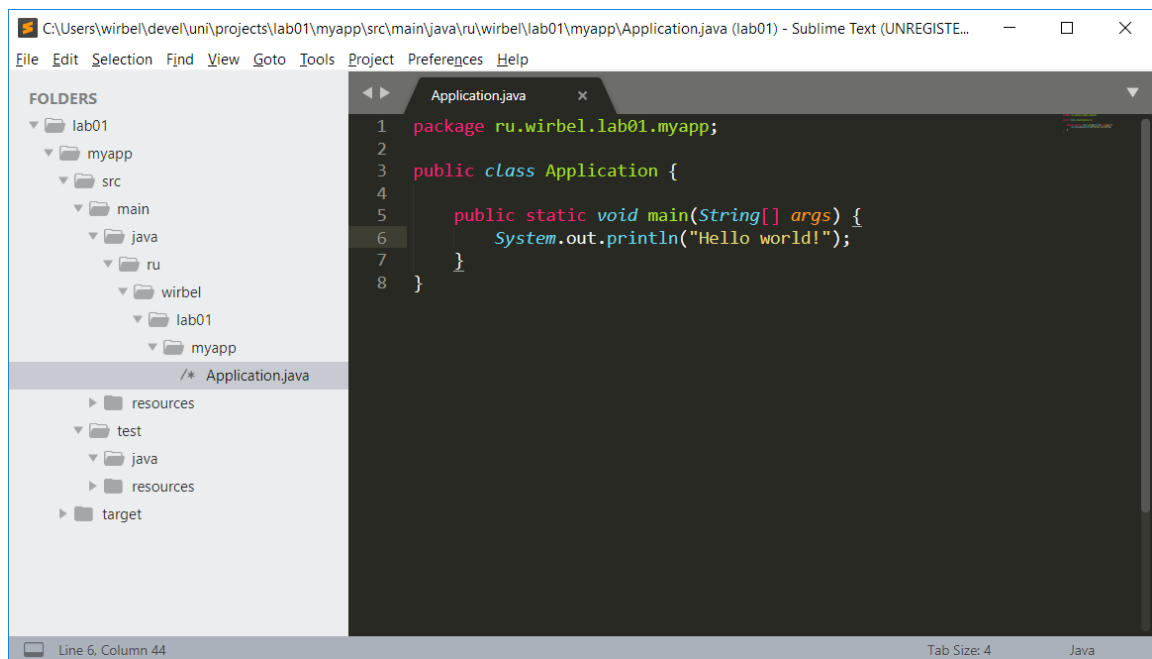 C:\Users\wirbel\devel\uni\projects\lab01\myapp\src\main\java\ru\wirbel\lab01\myapp\Application.java (lab01) - Sublime Text (UNREGISTE...
File Edit Selection Find View Goto Tools Project Preferences Help
FOLDERS
lab01
myapp
src
main
java
ru
wirbel
lab01
myapp
/* Application.java
resources
test
java
resources
target
Application.java ×
1 package ru.wirbel.lab01.myapp;
2
3 public class Application {
4
5     public static void main(String[] args) {
6         System.out.println("Hello world!");
7     }
8 }
Line 6, Column 44 Tab Size: 4 Java